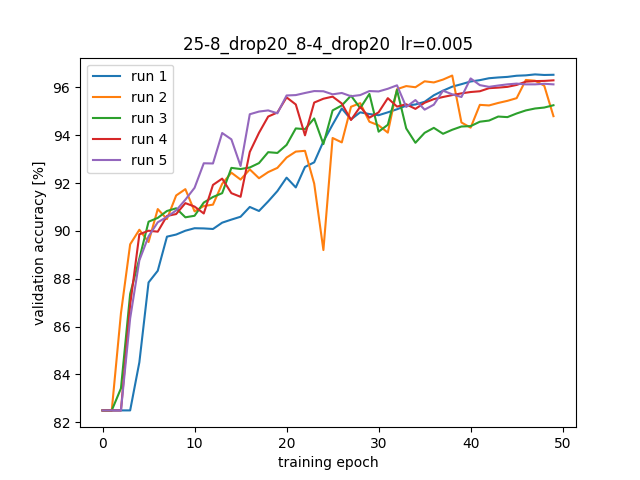 25-8_drop20_8-4_drop20  lr=0.005
run 1
run 2
run 3
run 4
run 5
validation accuracy [%]
96
94
92
90
88
86
84
82
0 10 20 30 40 50
training epoch